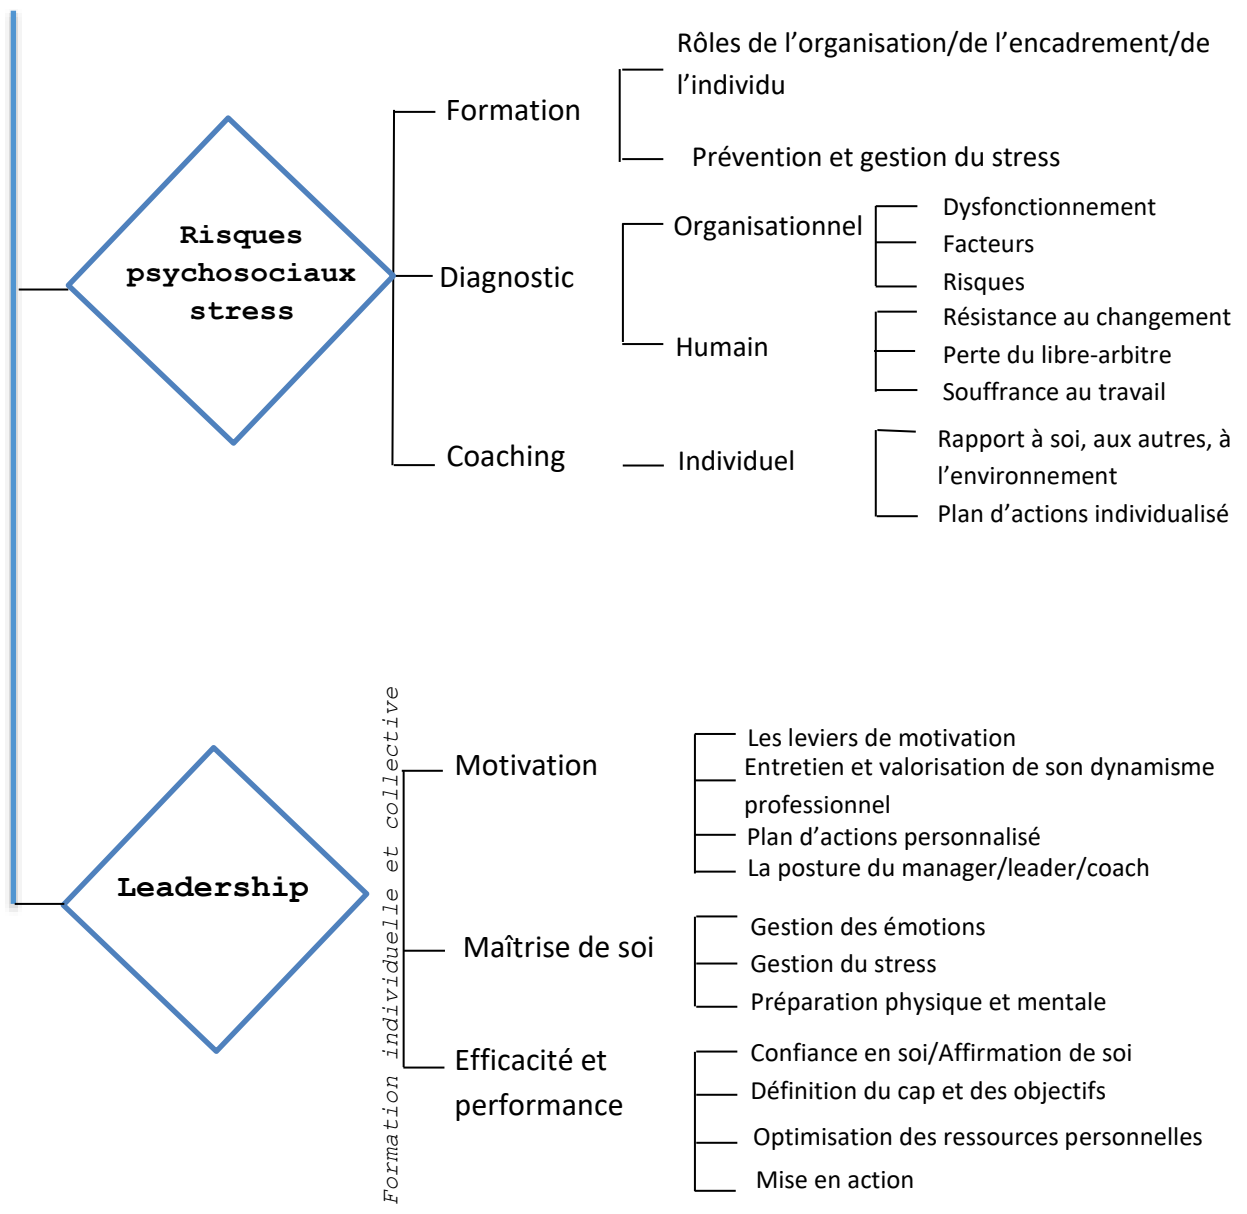 Risques
psychosociaux
stress
Formation
Rôles de l’organisation/de l’encadrement/de
l’individu
Prévention et gestion du stress
Diagnostic
Organisationnel
Dysfonctionnement
Facteurs
Risques
Humain
Résistance au changement
Perte du libre-arbitre
Souffrance au travail
Coaching
Individuel
Rapport à soi, aux autres, à
l’environnement
Plan d’actions individualisé
Leadership
Formation individuelle et collective
Motivation
Les leviers de motivation
Entretien et valorisation de son dynamisme
professionnel
Plan d’actions personnalisé
La posture du manager/leader/coach
Maîtrise de soi
Gestion des émotions
Gestion du stress
Préparation physique et mentale
Efficacité et
performance
Confiance en soi/Affirmation de soi
Définition du cap et des objectifs
Optimisation des ressources personnelles
Mise en action